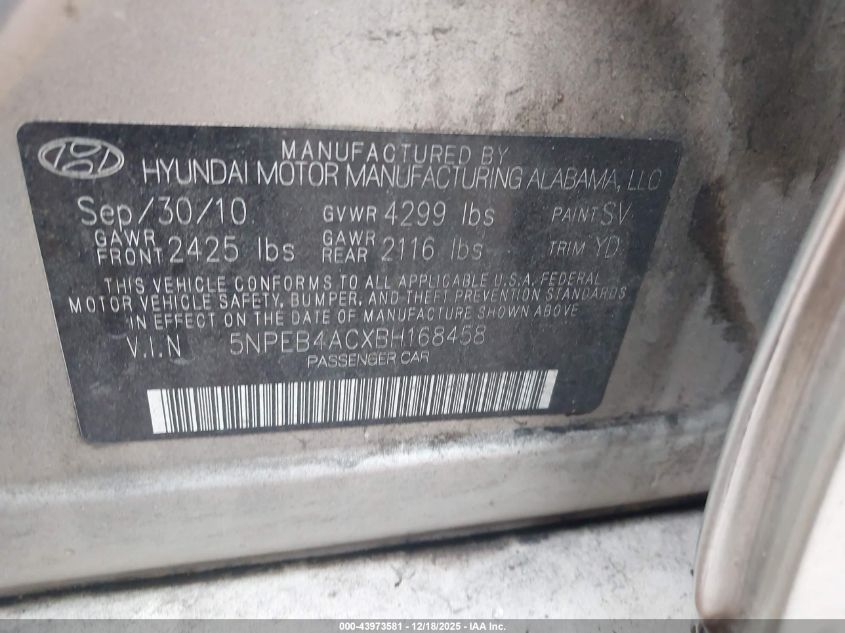 MANUFACTURED BY
HYUNDAI MOTOR MANUFACTURING ALABAMA, LLC
Sep/30/10 GVWR 4299 lbs PAINT SV
GAWR FRONT 2425 lbs GAWR REAR 2116 lbs TRIM YD
THIS VEHICLE CONFORMS TO ALL APPLICABLE U.S.A. FEDERAL
MOTOR VEHICLE SAFETY, BUMPER, AND THEFT PREVENTION STANDARDS
IN EFFECT ON THE DATE OF MANUFACTURE SHOWN ABOVE
V.I.N 5NPEB4ACXBH168458
PASSENGER CAR
000-43973581 - 12/18/2025 - IAA Inc.